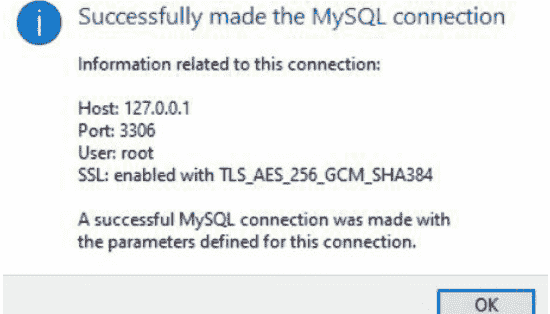 Successfully made the MySQL connection
Information related to this connection:
Host: 127.0.0.1
Port: 3306
User: root
SSL: enabled with TLS_AES_256_GCM_SHA384
A successful MySQL connection was made with
the parameters defined for this connection.
OK